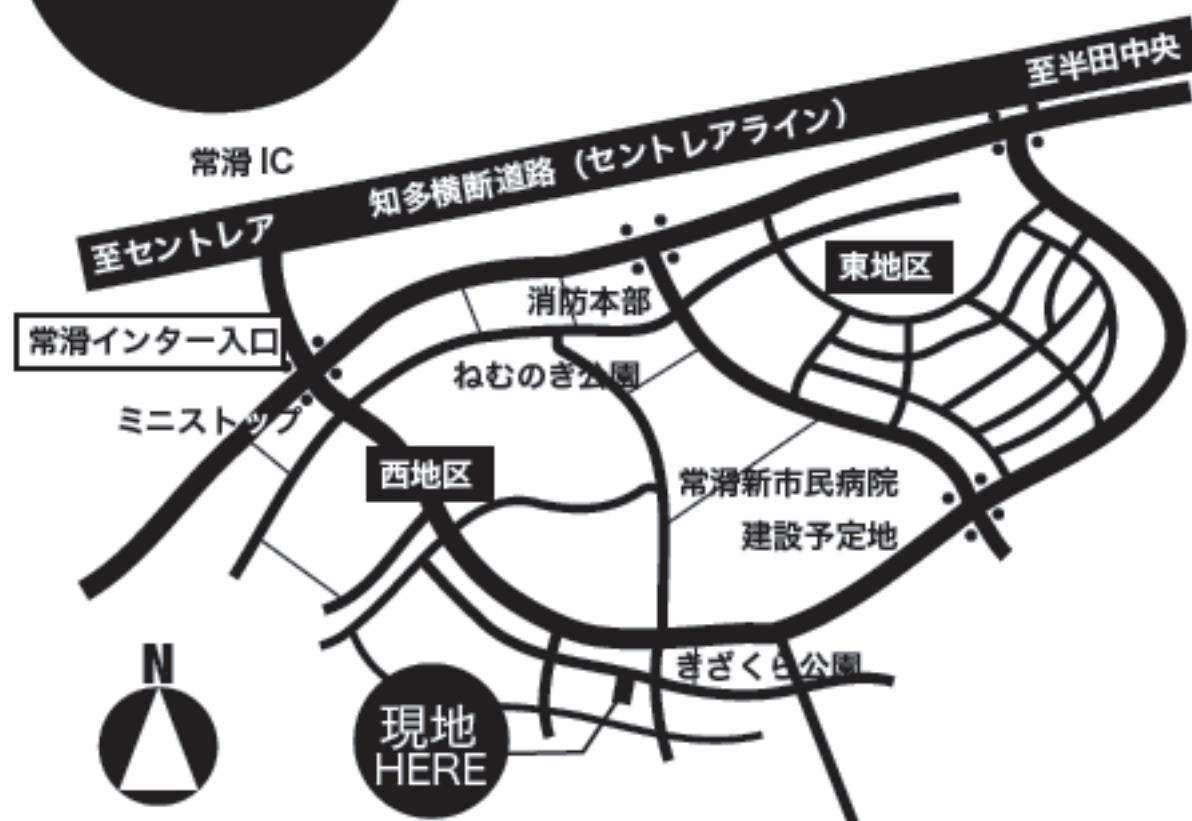 至半田中央
知多横断道路（セントレアライン）
常滑IC
至セントレア
東地区
消防本部
常滑インター入口
ねむのぎ公園
ミニストップ
西地区
常滑新市民病院
建設予定地
きざくら公園
N
現地
HERE